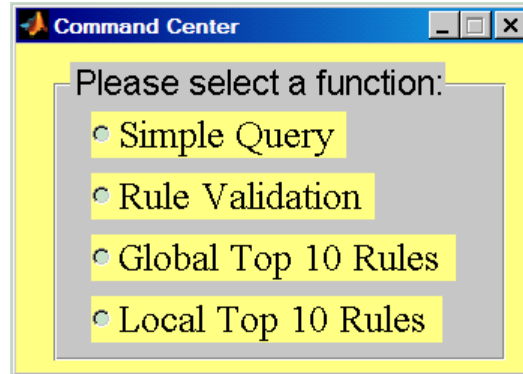 Command Center
Please select a function:
Simple Query
Rule Validation
Global Top 10 Rules
Local Top 10 Rules